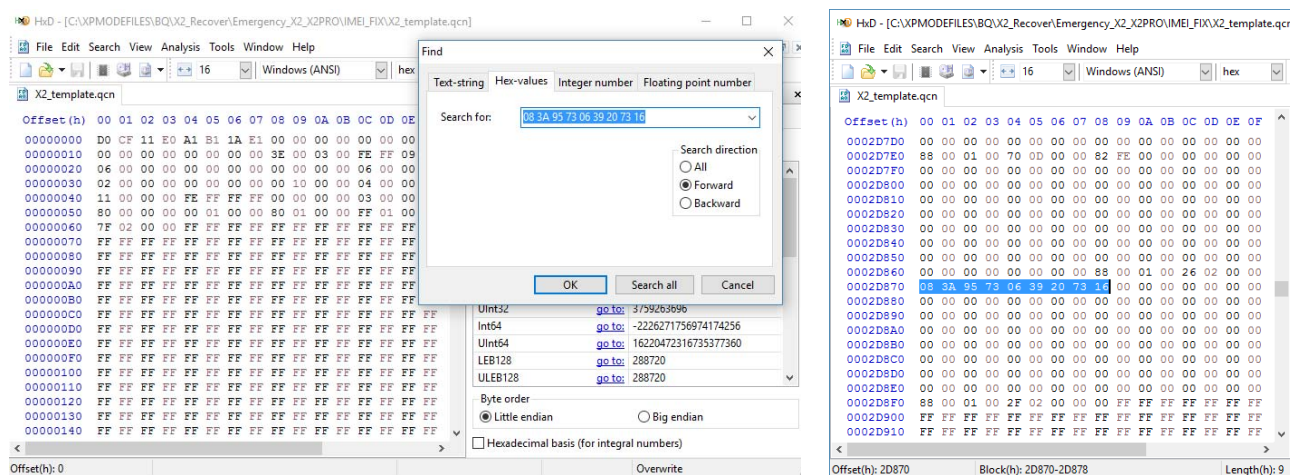 HxD - [C:\XPMODEFILES\BQ\X2_Recover\Emergency_X2_X2PRO\IMEI_FIX\X2_template.qcn]
File Edit Search View Analysis Tools Window Help
16 Windows (ANSI) hex
X2_template.qcn
Offset(h) 00 01 02 03 04 05 06 07 08 09 0A 0B 0C 0D 0E
00000000 D0 CF 11 E0 A1 B1 1A E1 00 00 00 00 00 00 00
00000010 00 00 00 00 00 00 00 00 3E 00 03 00 FE FF 09
00000020 06 00 00 00 00 00 00 00 00 00 00 00 06 00 00
00000030 02 00 00 00 00 00 00 00 00 10 00 00 04 00 00
00000040 11 00 00 00 FE FF FF FF 00 00 00 00 03 00 00
00000050 80 00 00 00 00 01 00 00 80 01 00 00 FF 01 00
00000060 7F 02 00 00 FF FF FF FF FF FF FF FF FF FF FF
00000070 FF FF FF FF FF FF FF FF FF FF FF FF FF FF FF
00000080 FF FF FF FF FF FF FF FF FF FF FF FF FF FF FF
00000090 FF FF FF FF FF FF FF FF FF FF FF FF FF FF FF
000000A0 FF FF FF FF FF FF FF FF FF FF FF FF FF FF FF
000000B0 FF FF FF FF FF FF FF FF FF FF FF FF FF FF FF
000000C0 FF FF FF FF FF FF FF FF FF FF FF FF FF FF FF FF
000000D0 FF FF FF FF FF FF FF FF FF FF FF FF FF FF FF FF
000000E0 FF FF FF FF FF FF FF FF FF FF FF FF FF FF FF FF
000000F0 FF FF FF FF FF FF FF FF FF FF FF FF FF FF FF FF
00000100 FF FF FF FF FF FF FF FF FF FF FF FF FF FF FF FF
00000110 FF FF FF FF FF FF FF FF FF FF FF FF FF FF FF FF
00000120 FF FF FF FF FF FF FF FF FF FF FF FF FF FF FF FF
00000130 FF FF FF FF FF FF FF FF FF FF FF FF FF FF FF FF
00000140 FF FF FF FF FF FF FF FF FF FF FF FF FF FF FF FF
Offset(h): 0 Overwrite
Find
Text-string Hex-values Integer number Floating point number
Search for: 08 3A 95 73 06 39 20 73 16
Search direction
All
Forward
Backward
OK Search all Cancel
UInt32 go to: 3759263696
Int64 go to: -2226271756974174256
UInt64 go to: 16220472316735377360
LEB128 go to: 288720
ULEB128 go to: 288720
Byte order
Little endian Big endian
Hexadecimal basis (for integral numbers)
HxD - [C:\XPMODEFILES\BQ\X2_Recover\Emergency_X2_X2PRO\IMEI_FIX\X2_template.qcn
File Edit Search View Analysis Tools Window Help
16 Windows (ANSI) hex
X2_template.qcn
Offset(h) 00 01 02 03 04 05 06 07 08 09 0A 0B 0C 0D 0E 0F
0002D7D0 00 00 00 00 00 00 00 00 00 00 00 00 00 00 00 00
0002D7E0 88 00 01 00 70 0D 00 00 82 FE 00 00 00 00 00 00
0002D7F0 00 00 00 00 00 00 00 00 00 00 00 00 00 00 00 00
0002D800 00 00 00 00 00 00 00 00 00 00 00 00 00 00 00 00
0002D810 00 00 00 00 00 00 00 00 00 00 00 00 00 00 00 00
0002D820 00 00 00 00 00 00 00 00 00 00 00 00 00 00 00 00
0002D830 00 00 00 00 00 00 00 00 00 00 00 00 00 00 00 00
0002D840 00 00 00 00 00 00 00 00 00 00 00 00 00 00 00 00
0002D850 00 00 00 00 00 00 00 00 00 00 00 00 00 00 00 00
0002D860 00 00 00 00 00 00 00 00 88 00 01 00 26 02 00 00
0002D870 08 3A 95 73 06 39 20 73 16 00 00 00 00 00 00 00
0002D880 00 00 00 00 00 00 00 00 00 00 00 00 00 00 00 00
0002D890 00 00 00 00 00 00 00 00 00 00 00 00 00 00 00 00
0002D8A0 00 00 00 00 00 00 00 00 00 00 00 00 00 00 00 00
0002D8B0 00 00 00 00 00 00 00 00 00 00 00 00 00 00 00 00
0002D8C0 00 00 00 00 00 00 00 00 00 00 00 00 00 00 00 00
0002D8D0 00 00 00 00 00 00 00 00 00 00 00 00 00 00 00 00
0002D8E0 00 00 00 00 00 00 00 00 00 00 00 00 00 00 00 00
0002D8F0 88 00 01 00 2F 02 00 00 00 FF FF FF FF FF FF FF
0002D900 FF FF FF FF FF FF FF FF FF FF FF FF FF FF FF FF
0002D910 FF FF FF FF FF FF FF FF FF FF FF FF FF FF FF FF
Offset(h): 2D870 Block(h): 2D870-2D878 Length(h): 9